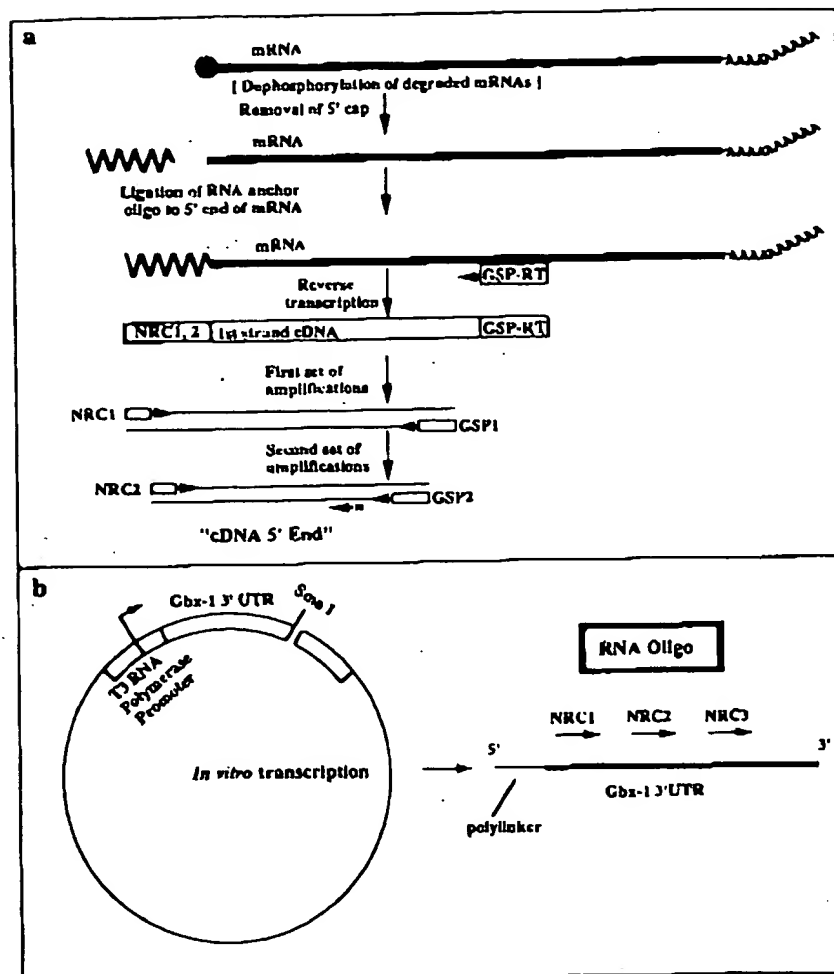 a
mRNA
[ Dephosphorylation of degraded mRNAs ]
Removal of 5' cap
mRNA
Ligation of RNA anchor
oligo to 5' end of mRNA
mRNA
GSP-RT
Reverse
transcription
NRC1, 2
1st strand cDNA
GSP-RT
First set of
amplifications
NRC1
GSP1
Second set of
amplifications
NRC2
GSP2
n
"cDNA 5' End"
b
Gbx-1 3' UTR
T3 RNA
Polymerase
Promoter
In vitro transcription
RNA Oligo
NRC1
NRC2
NRC3
5'
3'
Gbx-1 3'UTR
polylinker